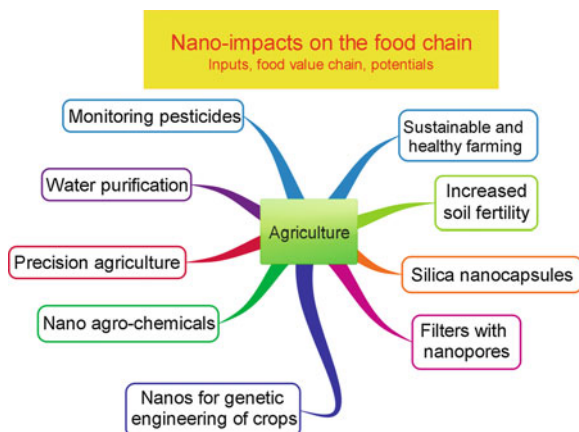 Nano-impacts on the food chain
Inputs, food value chain, potentials
Monitoring pesticides
Sustainable and
healthy farming
Water purification
Increased
soil fertility
Agriculture
Precision agriculture
Silica nanocapsules
Nano agro-chemicals
Filters with
nanopores
Nanos for genetic
engineering of crops